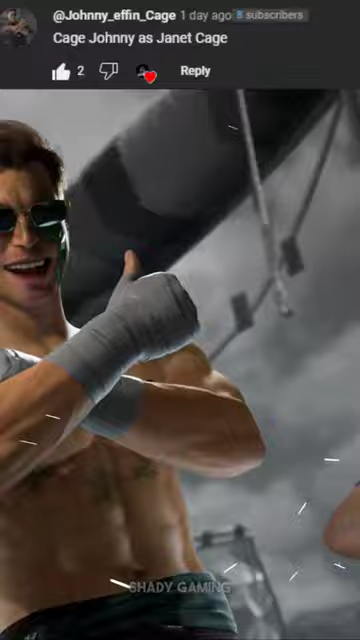 @Johnny_effin_Cage 1 day ago 8 subscribers
Cage Johnny as Janet Cage
2 Reply
SHADY GAMING